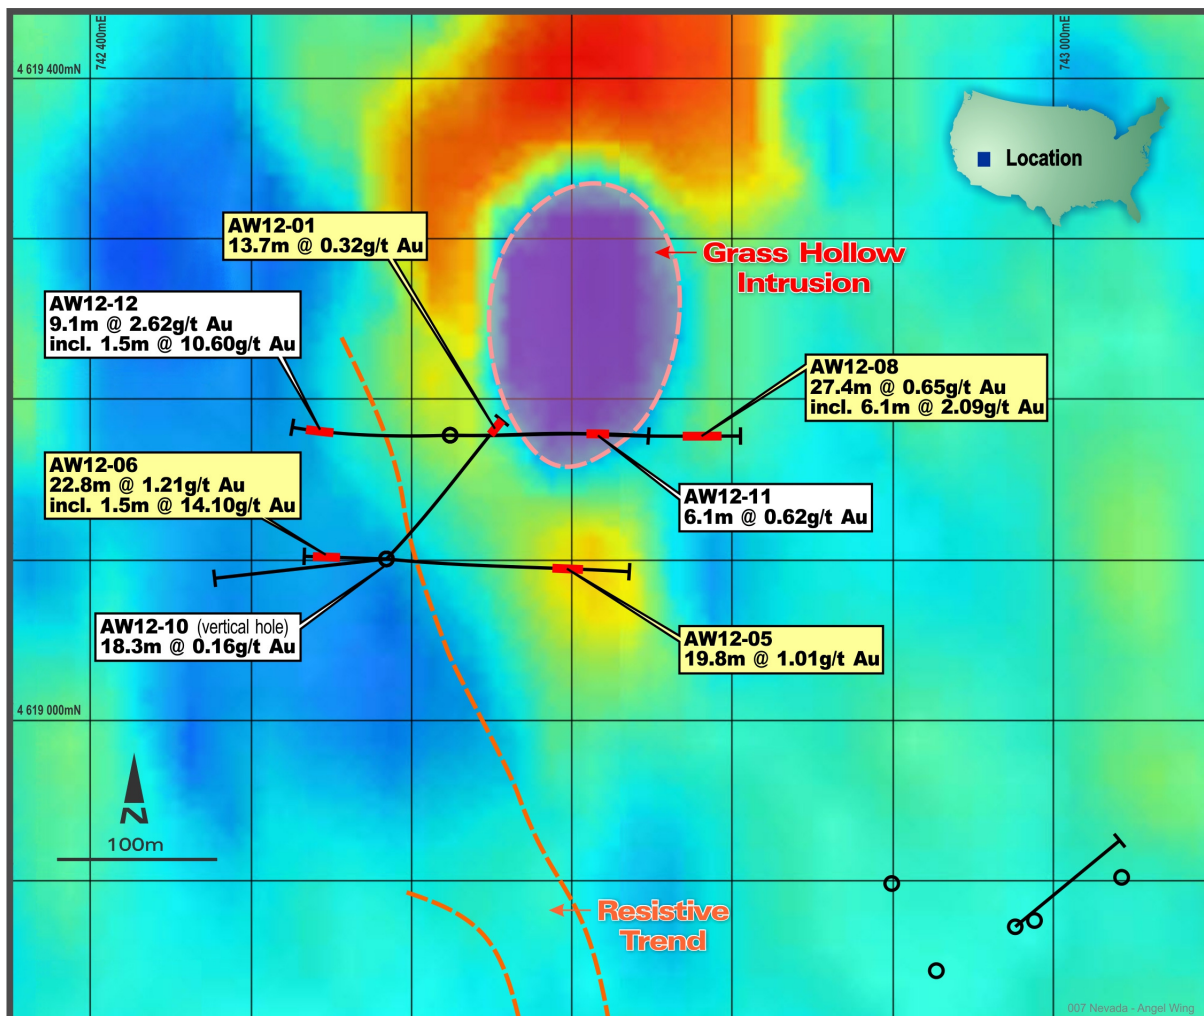 742 400mE
743 000mE
4 619 400mN
Location
AW12-01
13.7m @ 0.32g/t Au
Grass Hollow
Intrusion
AW12-12
9.1m @ 2.62g/t Au
incl. 1.5m @ 10.60g/t Au
AW12-08
27.4m @ 0.65g/t Au
incl. 6.1m @ 2.09g/t Au
AW12-06
22.8m @ 1.21g/t Au
incl. 1.5m @ 14.10g/t Au
AW12-11
6.1m @ 0.62g/t Au
AW12-10 (vertical hole)
18.3m @ 0.16g/t Au
AW12-05
19.8m @ 1.01g/t Au
4 619 000mN
N
100m
Resistive
Trend
007 Nevada - Angel Wing